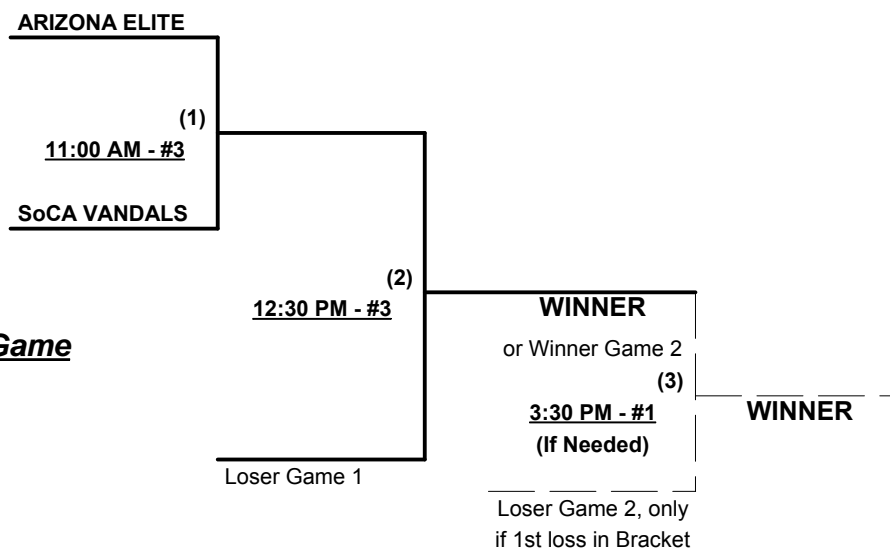 ARIZONA ELITE
(1)
11:00 AM - #3
SoCA VANDALS
(2)
12:30 PM - #3
Game
Loser Game 1
WINNER
or Winner Game 2
(3)
3:30 PM - #1
(If Needed)
WINNER
Loser Game 2, only
if 1st loss in Bracket